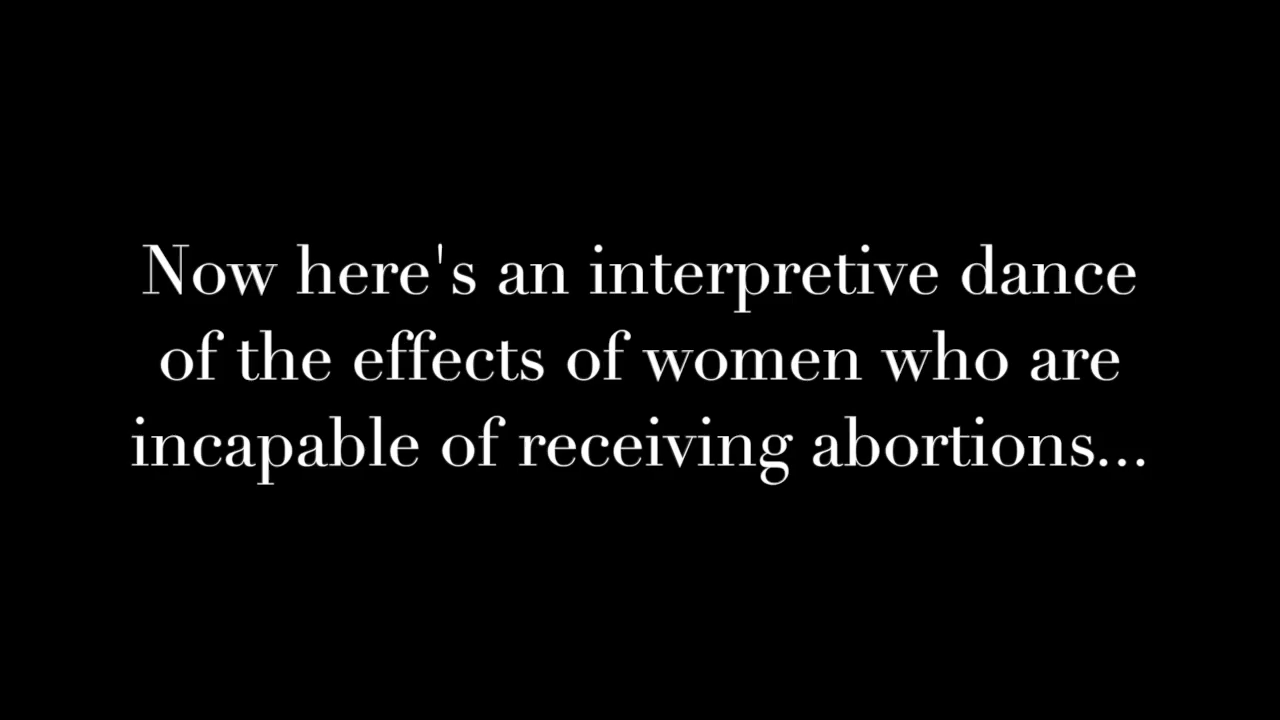 Now here's an interpretive dance
of the effects of women who are
incapable of receiving abortions...